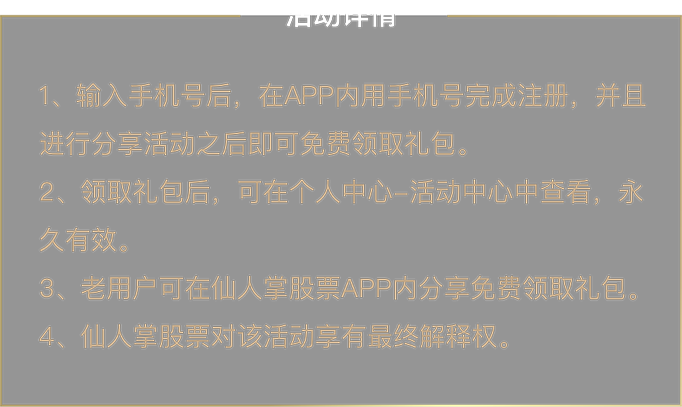 活动详情
1、输入手机号后，在APP内用手机号完成注册，并且
进行分享活动之后即可免费领取礼包。
2、领取礼包后，可在个人中心-活动中心中查看，永
久有效。
3、老用户可在仙人掌股票APP内分享免费领取礼包。
4、仙人掌股票对该活动享有最终解释权。